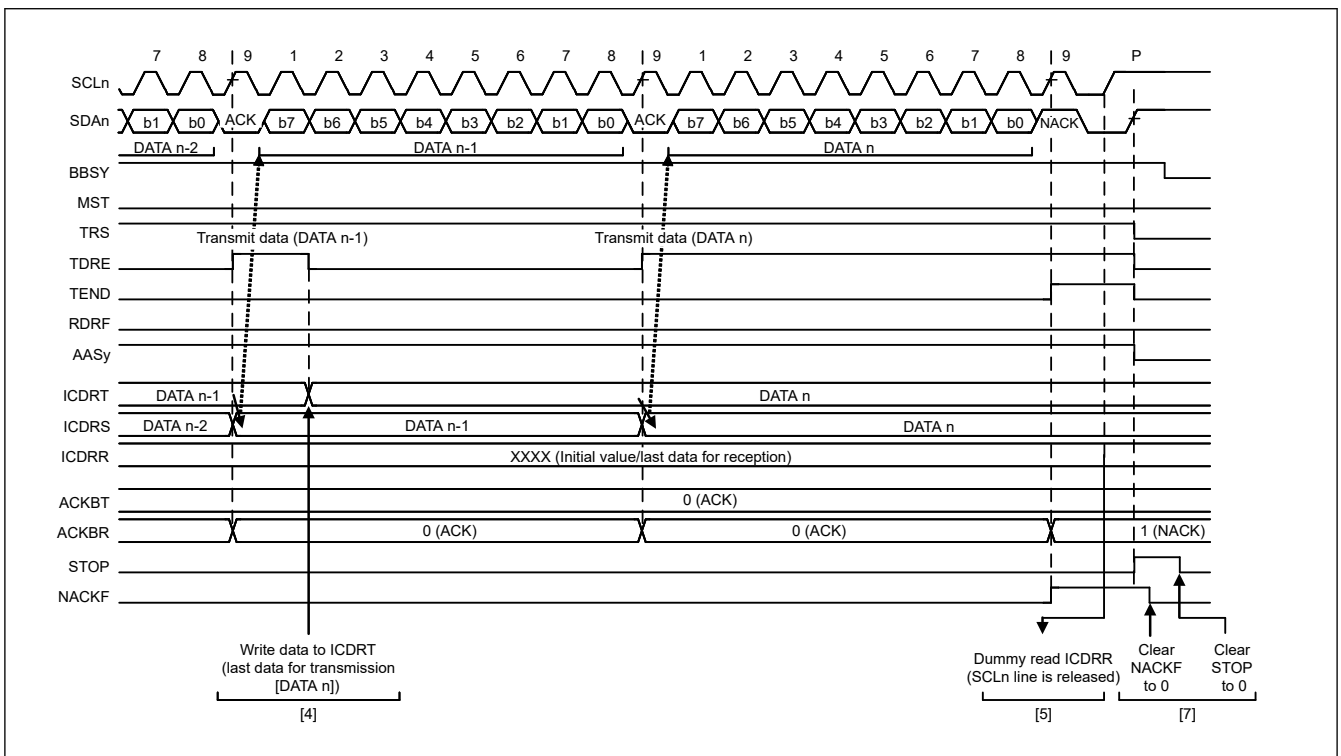 7 8 9 1 2 3 4 5 6 7 8 9 1 2 3 4 5 6 7 8 9 P
SCLn
SDAn b1 b0 ACK b7 b6 b5 b4 b3 b2 b1 b0 ACK b7 b6 b5 b4 b3 b2 b1 b0 NACK
DATA n-2 DATA n-1 DATA n
BBSY
MST
TRS
Transmit data (DATA n-1) Transmit data (DATA n)
TDRE
TEND
RDRF
AASy
ICDRT DATA n-1 DATA n
ICDRS DATA n-2 DATA n-1 DATA n
ICDRR XXXX (Initial value/last data for reception)
ACKBT 0 (ACK)
ACKBR 0 (ACK) 0 (ACK) 1 (NACK)
STOP
NACKF
Write data to ICDRT
(last data for transmission
[DATA n])
[4]
Dummy read ICDRR
(SCLn line is released)
[5]
Clear
NACKF
to 0
Clear
STOP
to 0
[7]